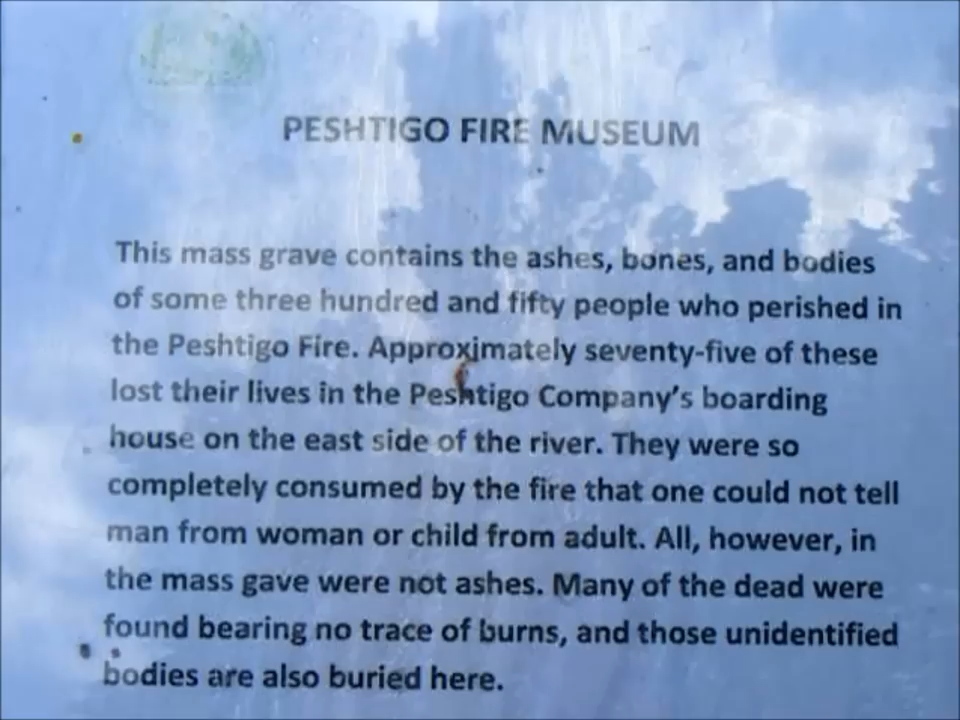 PESHTIGO FIRE MUSEUM
This mass grave contains the ashes, bones, and bodies
of some three hundred and fifty people who perished in
the Peshtigo Fire. Approximately seventy-five of these
lost their lives in the Peshtigo Company's boarding
house on the east side of the river. They were so
completely consumed by the fire that one could not tell
man from woman or child from adult. All, however, in
the mass gave were not ashes. Many of the dead were
found bearing no trace of burns, and those unidentified
bodies are also buried here.